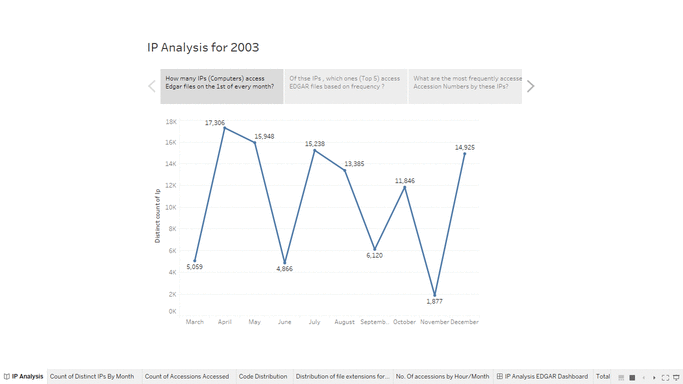 IP Analysis for 2003
How many IPs (Computers) access
Edgar files on the 1st of every month?
Of thse IPs , which ones (Top 5) access
EDGAR files based on frequency ?
What are the most frequently accesse
Accession Numbers by these IPs?
18K
16K
14K
12K
10K
8K
6K
4K
2K
0K
Distinct count of Ip
17,306
15,948
15,238
14,925
13,385
11,846
6,120
5,059
4,866
1,877
March
April
May
June
July
August
Septemb...
October
November
December
IP Analysis
Count of Distinct IPs By Month
Count of Accessions Accessed
Code Distribution
Distribution of file extensions for...
No. Of accessions by Hour/Month
IP Analysis EDGAR Dashboard
Total